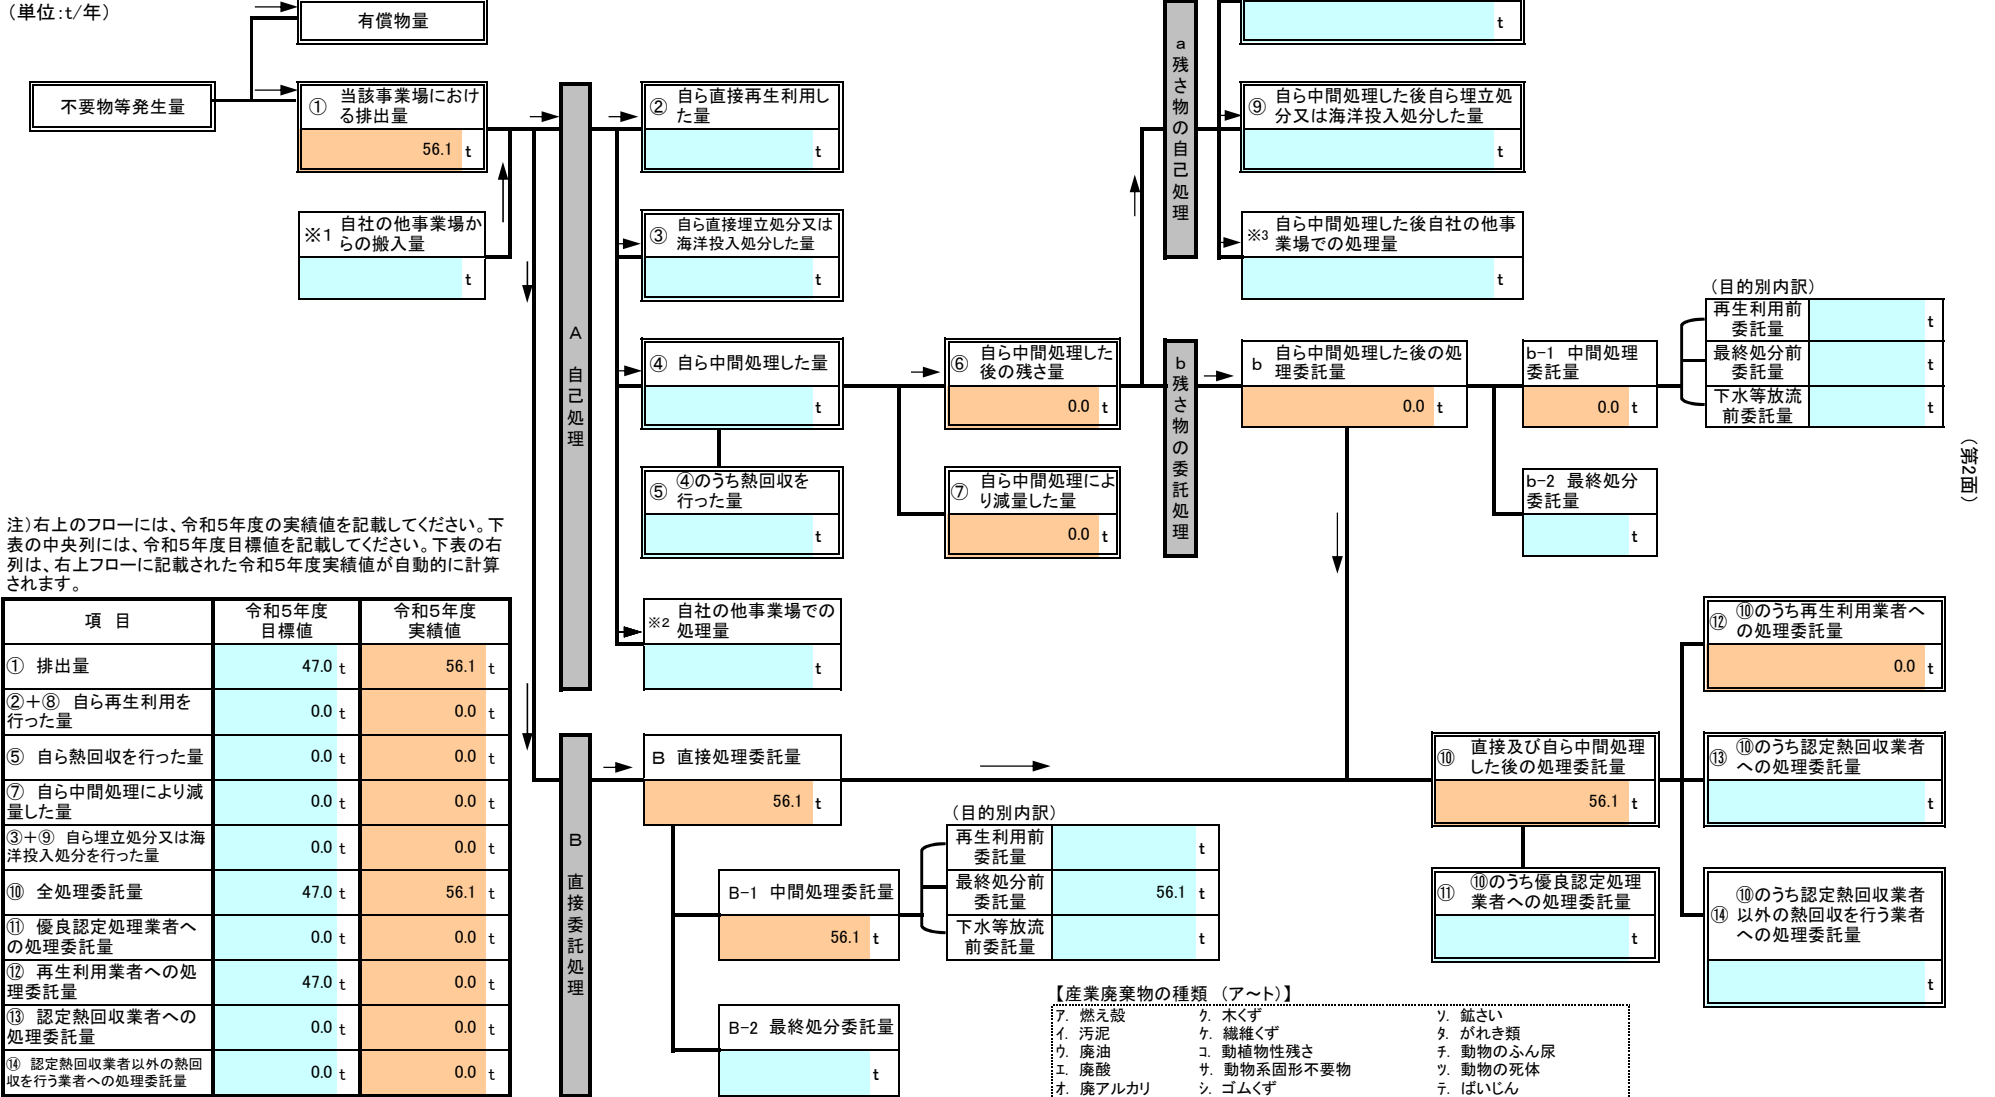 (単位:t/年)
有償物量
不要物等発生量
① 当該事業場におけ
る排出量
56.1 t
※1 自社の他事業場か
らの搬入量
t
A 自己処理
② 自ら直接再生利用し
た量
t
③ 自ら直接埋立処分又は
海洋投入処分した量
t
④ 自ら中間処理した量
t
⑤ ④のうち熱回収を
行った量
t
※2 自社の他事業場での
処理量
t
⑥ 自ら中間処理した
後の残さ量
0.0 t
⑦ 自ら中間処理によ
り減量した量
0.0 t
a残さ物の自己処理
t
⑨ 自ら中間処理した後自ら埋立処
分又は海洋投入処分した量
t
※3 自ら中間処理した後自社の他事
業場での処理量
t
b残さ物の委託処理
b 自ら中間処理した後の処
理委託量
0.0 t
b-1 中間処理
委託量
0.0 t
b-2 最終処分
委託量
t
(目的別内訳)
再生利用前
委託量
t
最終処分前
委託量
t
下水等放流
前委託量
t
(第2面)
注)右上のフローには、令和5年度の実績値を記載してください。下
表の中央列には、令和5年度目標値を記載してください。下表の右
列は、右上フローに記載された令和5年度実績値が自動的に計算
されます。
項 目 令和5年度 目標値 令和5年度 実績値
① 排出量 47.0 t 56.1 t
②+⑧ 自ら再生利用を
行った量 0.0 t 0.0 t
⑤ 自ら熱回収を行った量 0.0 t 0.0 t
⑦ 自ら中間処理により減
量した量 0.0 t 0.0 t
③+⑨ 自ら埋立処分又は海
洋投入処分を行った量 0.0 t 0.0 t
⑩ 全処理委託量 47.0 t 56.1 t
⑪ 優良認定処理業者へ
の処理委託量 0.0 t 0.0 t
⑫ 再生利用業者への処
理委託量 47.0 t 0.0 t
⑬ 認定熱回収業者への
処理委託量 0.0 t 0.0 t
⑭ 認定熱回収業者以外の熱回
収を行う業者への処理委託量 0.0 t 0.0 t
B 直接委託処理
B 直接処理委託量
56.1 t
B-1 中間処理委託量
56.1 t
B-2 最終処分委託量
t
(目的別内訳)
再生利用前
委託量
t
最終処分前
委託量
56.1 t
下水等放流
前委託量
t
⑩ 直接及び自ら中間処理
した後の処理委託量
56.1 t
⑪ ⑩のうち優良認定処理
業者への処理委託量
t
⑫ ⑩のうち再生利用業者へ
の処理委託量
0.0 t
⑬ ⑩のうち認定熱回収業者
への処理委託量
t
⑭ ⑩のうち認定熱回収業者
以外の熱回収を行う業者
への処理委託量
t
【産業廃棄物の種類 (ア~ト)】
ア. 燃え殻 ク. 木くず ソ. 鉱さい
イ. 汚泥 ケ. 繊維くず タ. がれき類
ウ. 廃油 コ. 動植物性残さ チ. 動物のふん尿
エ. 廃酸 サ. 動物系固形不要物 ツ. 動物の死体
オ. 廃アルカリ シ. ゴムくず テ. ばいじん